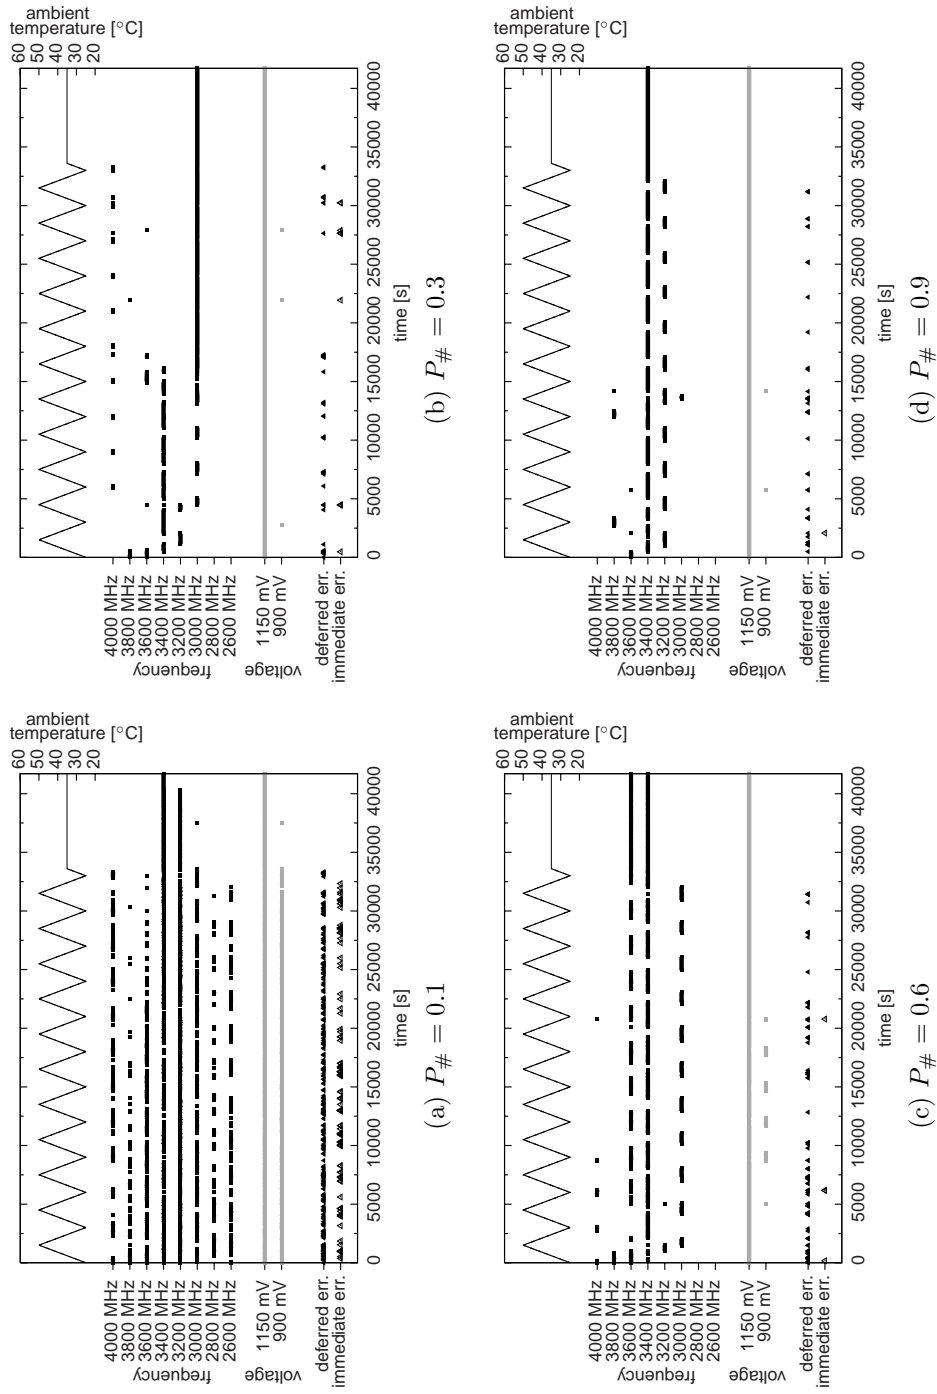 ambient
temperature [°C]
60
50
40
30
20
4000 MHz
3800 MHz
3600 MHz
3400 MHz
3200 MHz
3000 MHz
2800 MHz
2600 MHz
frequency
1150 mV
900 mV
voltage
deferred err.
immediate err.
0
5000
10000
15000
20000
25000
30000
35000
40000
time [s]
(a) P# = 0.1
ambient
temperature [°C]
60
50
40
30
20
4000 MHz
3800 MHz
3600 MHz
3400 MHz
3200 MHz
3000 MHz
2800 MHz
2600 MHz
frequency
1150 mV
900 mV
voltage
deferred err.
immediate err.
0
5000
10000
15000
20000
25000
30000
35000
40000
time [s]
(b) P# = 0.3
ambient
temperature [°C]
60
50
40
30
20
4000 MHz
3800 MHz
3600 MHz
3400 MHz
3200 MHz
3000 MHz
2800 MHz
2600 MHz
frequency
1150 mV
900 mV
voltage
deferred err.
immediate err.
0
5000
10000
15000
20000
25000
30000
35000
40000
time [s]
(c) P# = 0.6
ambient
temperature [°C]
60
50
40
30
20
4000 MHz
3800 MHz
3600 MHz
3400 MHz
3200 MHz
3000 MHz
2800 MHz
2600 MHz
frequency
1150 mV
900 mV
voltage
deferred err.
immediate err.
0
5000
10000
15000
20000
25000
30000
35000
40000
time [s]
(d) P# = 0.9